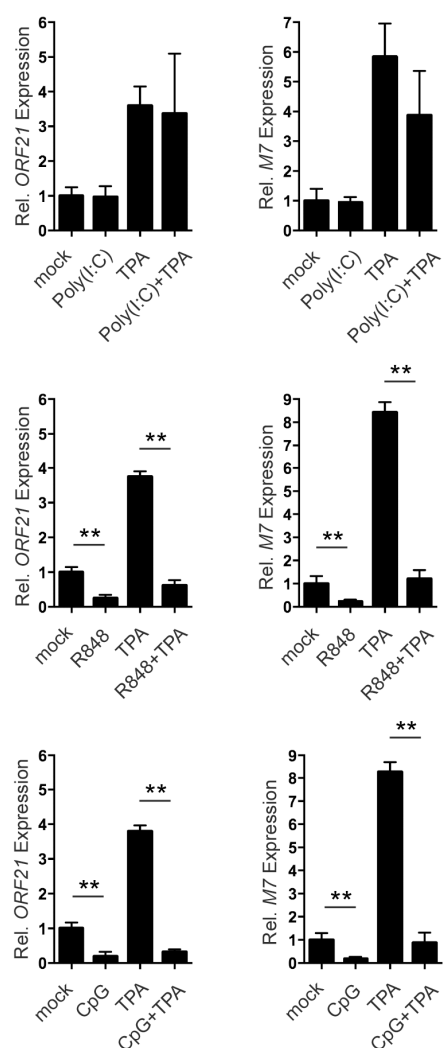 Rel. ORF21 Expression
6
5
4
3
2
1
0
mock
Poly(I:C)
TPA
Poly(I:C)+TPA
Rel. M7 Expression
7
6
5
4
3
2
1
0
mock
Poly(I:C)
TPA
Poly(I:C)+TPA
Rel. ORF21 Expression
6
5
4
3
2
1
0
**
**
mock
R848
TPA
R848+TPA
Rel. M7 Expression
9
8
7
6
5
4
3
2
1
0
**
**
mock
R848
TPA
R848+TPA
Rel. ORF21 Expression
6
5
4
3
2
1
0
**
**
mock
CpG
TPA
CpG+TPA
Rel. M7 Expression
9
8
7
6
5
4
3
2
1
0
**
**
mock
CpG
TPA
CpG+TPA